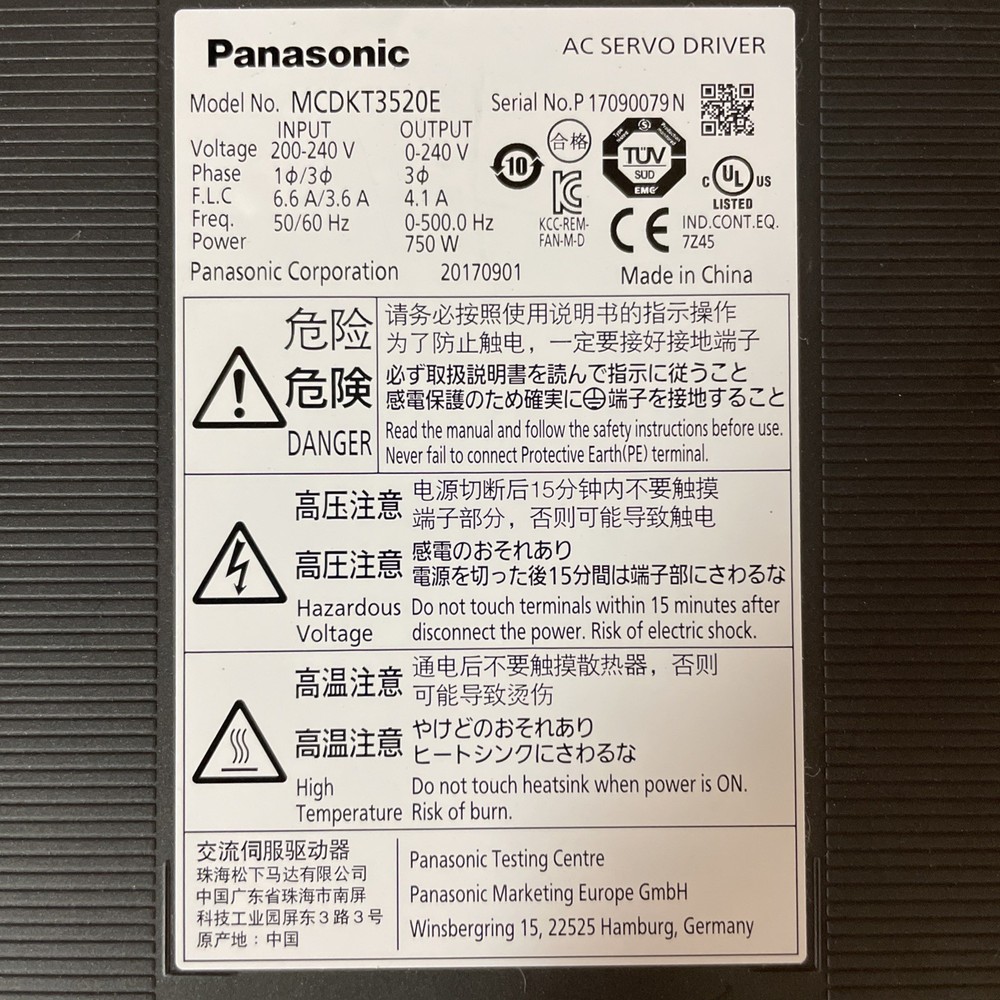 Panasonic AC SERVO DRIVER
Model No. MCDKT3520E Serial No.P 17090079N
INPUT OUTPUT
Voltage 200-240 V 0-240 V
Phase 1ϕ/3ϕ 3ϕ
F.L.C 6.6 A/3.6 A 4.1 A
Freq. 50/60 Hz 0-500.0 Hz
Power 750 W
10
合格
TÜV
SÜD
EMC
KCC-REM-
FAN-M-D
CE
c UL US
LISTED
IND.CONT.EQ.
7Z45
Panasonic Corporation 20170901 Made in China
危险
请务必按照使用说明书的指示操作
为了防止触电，一定要接好接地端子
危険
必ず取扱説明書を読んで指示に従うこと
感電保護のため確実に⏚端子を接地すること
DANGER
Read the manual and follow the safety instructions before use.
Never fail to connect Protective Earth(PE) terminal.
高压注意
电源切断后15分钟内不要触摸
端子部分，否则可能导致触电
高圧注意
感電のおそれあり
電源を切った後15分間は端子部にさわるな
Hazardous
Voltage
Do not touch terminals within 15 minutes after
disconnect the power. Risk of electric shock.
高温注意
通电后不要触摸散热器，否则
可能导致烫伤
高温注意
やけどのおそれあり
ヒートシンクにさわるな
High
Temperature
Do not touch heatsink when power is ON.
Risk of burn.
交流伺服驱动器
珠海松下马达有限公司
中国广东省珠海市南屏
科技工业园屏东3路3号
原产地：中国
Panasonic Testing Centre
Panasonic Marketing Europe GmbH
Winsbergring 15, 22525 Hamburg, Germany